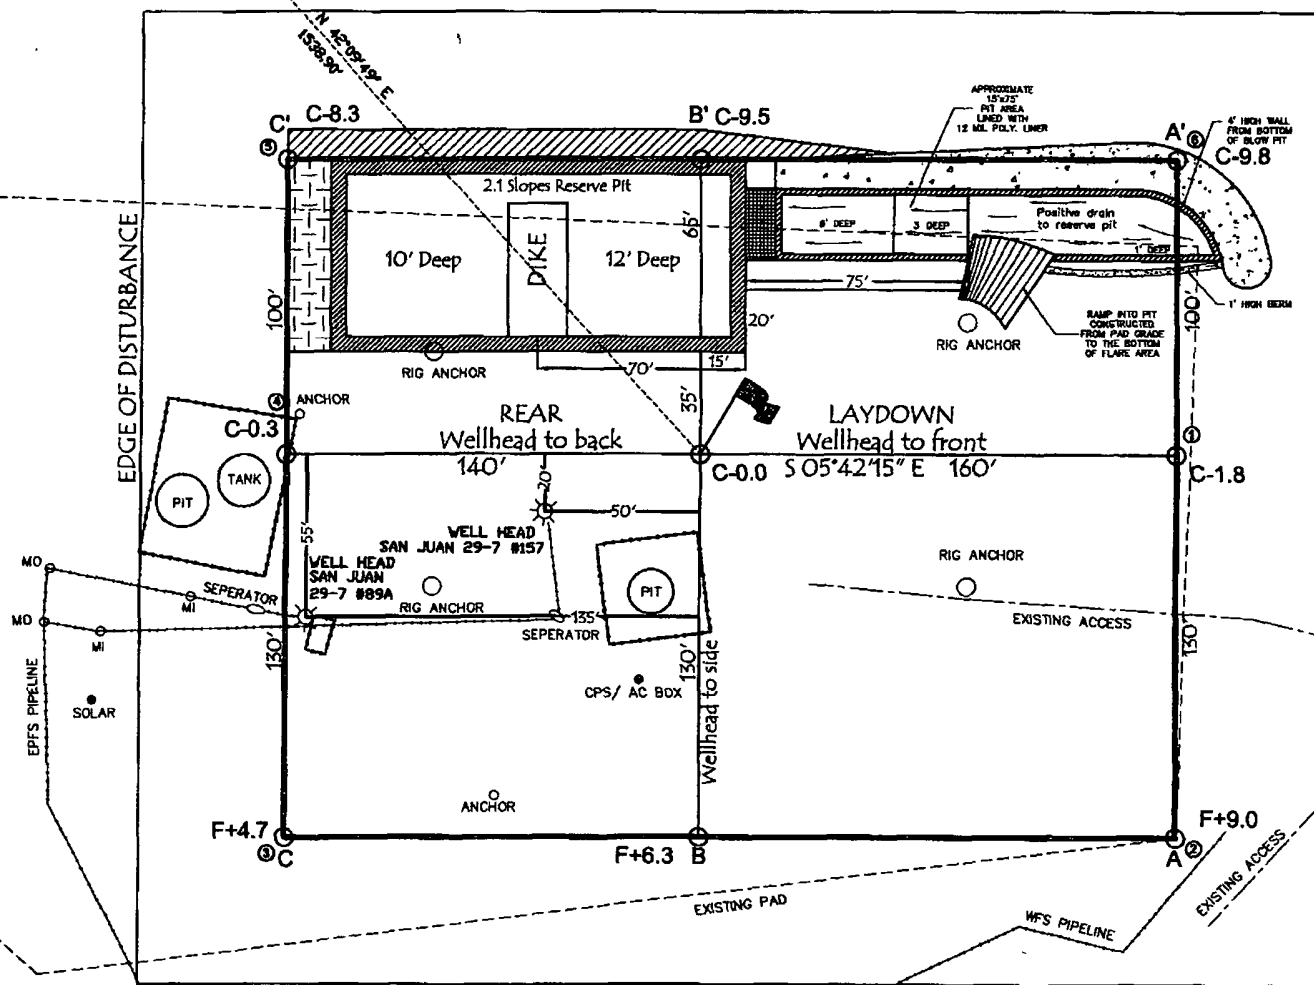 N 42°09'49" E
1538.90'
C' C-8.3
B' C-9.5
APPROXIMATE
15'x75'
PIT AREA
LINED WITH
12 MIL POLY. LINER
A' ⑥
C-9.8
4' HIGH WALL
FROM BOTTOM
OF BLOW PIT
⑤
2.1 Slopes Reserve Pit
10' Deep
DIKE
12' Deep
65'
6' DEEP
3 DEEP
Positive drain
to reserve pit
1' DEEP
75'
1' HIGH BERM
100'
100'
EDGE OF DISTURBANCE
20'
RIG ANCHOR
RAMP INTO PIT
CONSTRUCTED
FROM PAD GRADE
TO THE BOTTOM
OF FLARE AREA
RIG ANCHOR
70'
15'
35'
④ ANCHOR
C-0.3
REAR
Wellhead to back
140'
LAYDOWN
Wellhead to front
S 05°42'15" E 160'
C-0.0
①
C-1.8
TANK
PIT
20'
50'
55'
WELL HEAD
SAN JUAN 29-7 #157
WELL HEAD
SAN JUAN
29-7 #89A
RIG ANCHOR
PIT
RIG ANCHOR
MO
SEPERATOR
MI
MO
MI
135'
SEPERATOR
EXISTING ACCESS
130'
130'
130'
Wellhead to side
CPS/ AC BOX
SOLAR
EPFS PIPELINE
ANCHOR
F+4.7
③ C
F+6.3
B
F+9.0
A ②
EXISTING PAD
WFS PIPELINE
EXISTING ACCESS